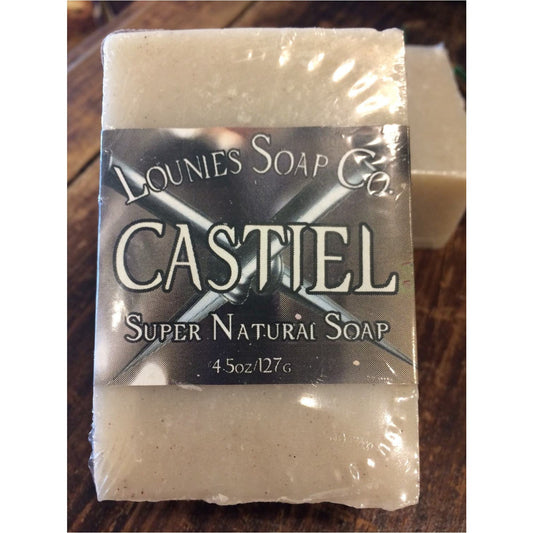 Lounies Soap Co.
CASTIEL
Super Natural Soap
4.5oz/127g